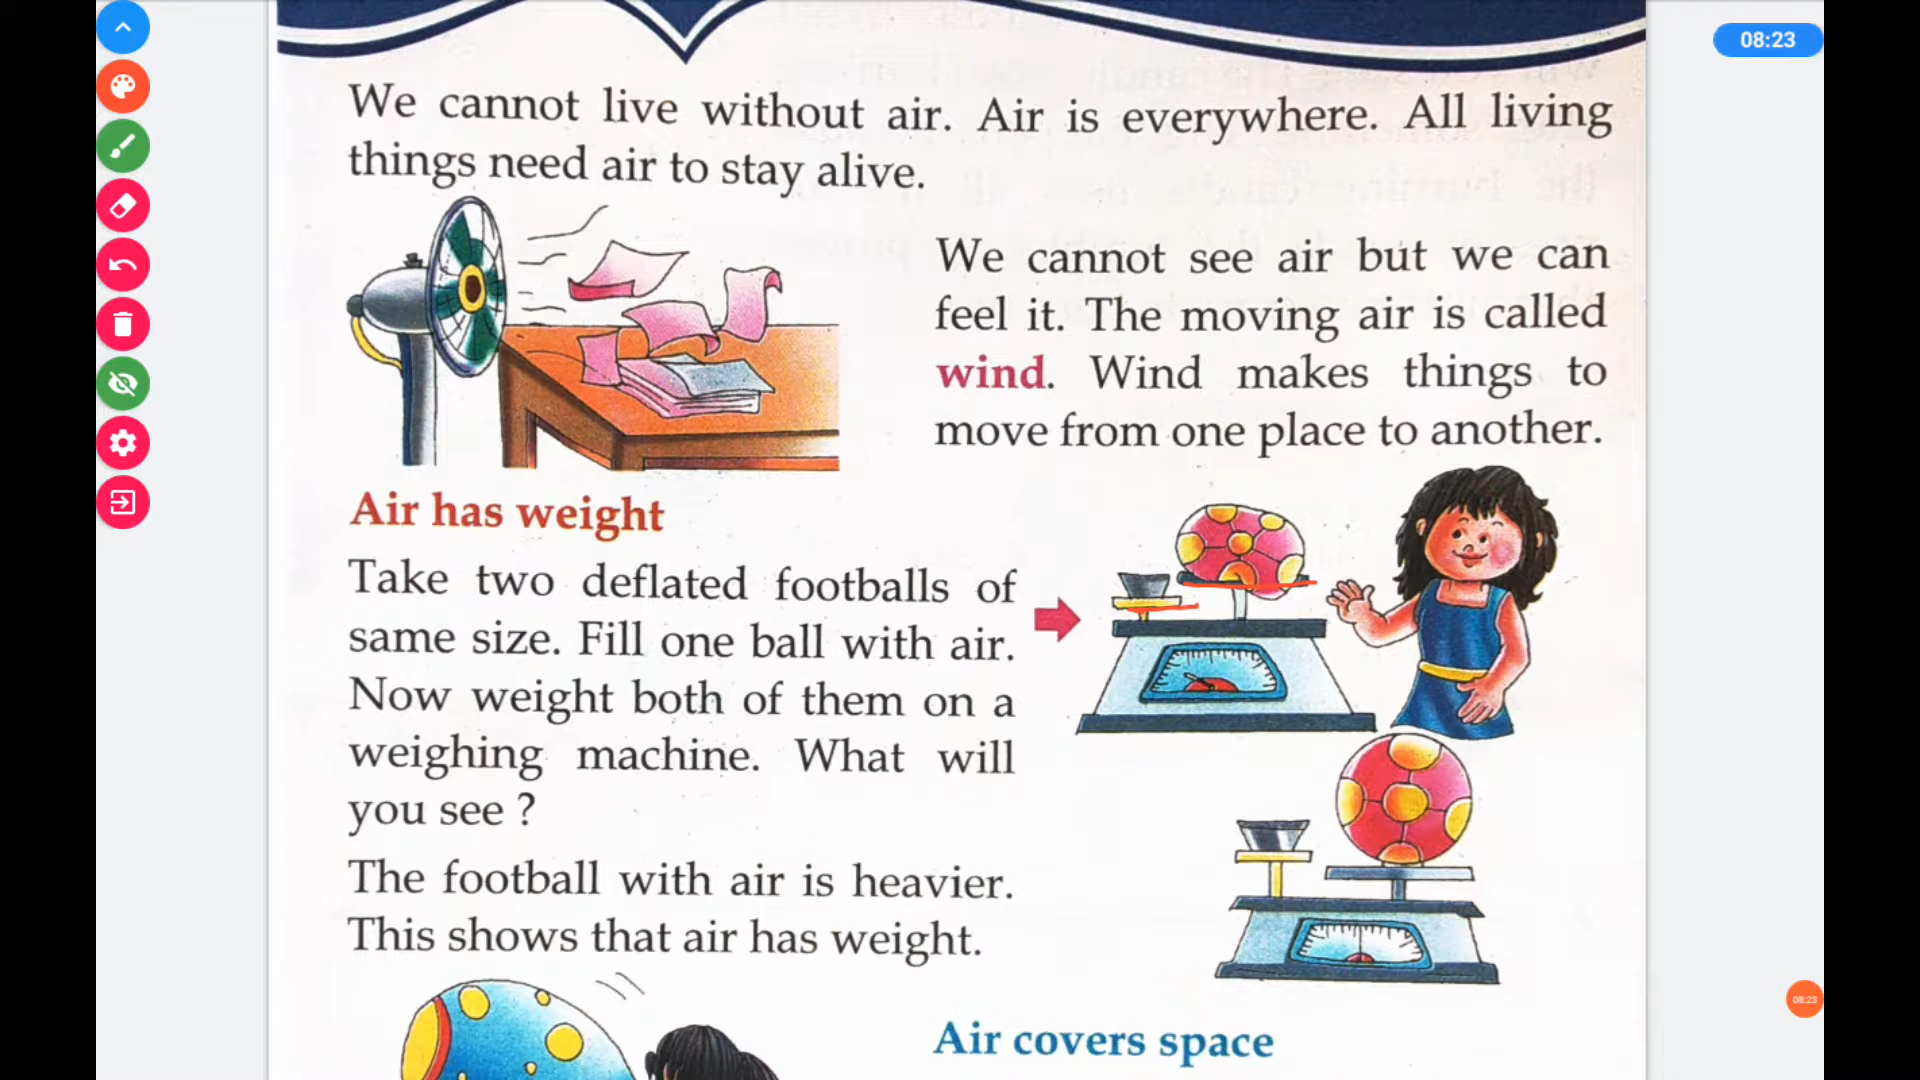 08:23
We cannot live without air. Air is everywhere. All living
things need air to stay alive.
We cannot see air but we can
feel it. The moving air is called
wind. Wind makes things to
move from one place to another.
Air has weight
Take two deflated footballs of
same size. Fill one ball with air.
Now weight both of them on a
weighing machine. What will
you see ?
The football with air is heavier.
This shows that air has weight.
08:23
Air covers space